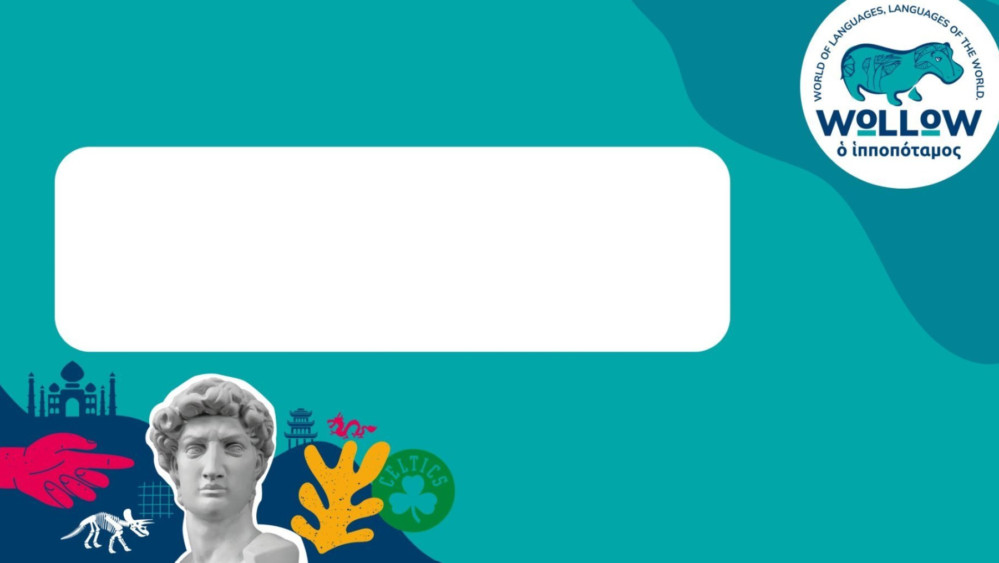 WORLD OF LANGUAGES, LANGUAGES OF THE WORLD.
WOLLOW
ὁ ἱπποπόταμος
CELTICS